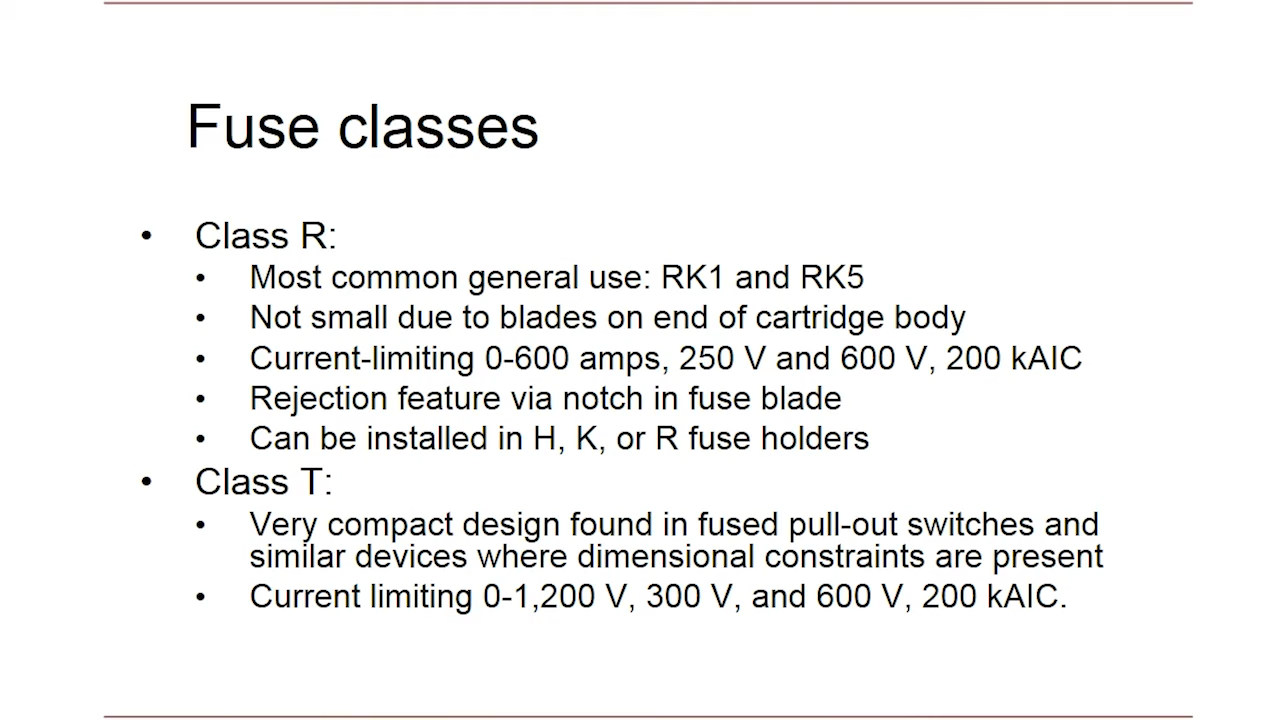 Fuse classes
• Class R:
• Most common general use: RK1 and RK5
• Not small due to blades on end of cartridge body
• Current-limiting 0-600 amps, 250 V and 600 V, 200 kAIC
• Rejection feature via notch in fuse blade
• Can be installed in H, K, or R fuse holders
• Class T:
• Very compact design found in fused pull-out switches and
similar devices where dimensional constraints are present
• Current limiting 0-1,200 V, 300 V, and 600 V, 200 kAIC.